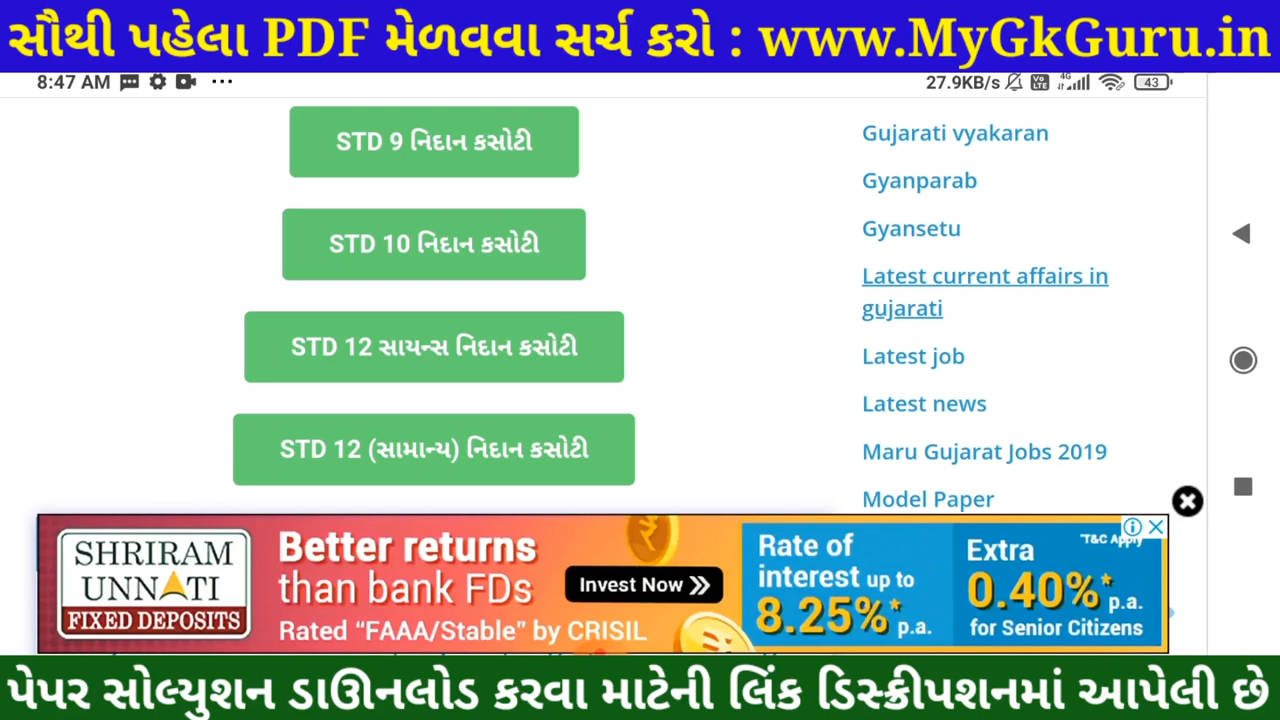 સૌથી પહેલા PDF મેળવવા સર્ચ કરો : www.MyGkGuru.in
8:47 AM ... 27.9KB/s Vo LTE 4G 43
STD 9 નિદાન કસોટી
STD 10 નિદાન કસોટી
STD 12 સાયન્સ નિદાન કસોટી
STD 12 (સામાન્ય) નિદાન કસોટી
Gujarati vyakaran
Gyanparab
Gyansetu
Latest current affairs in
gujarati
Latest job
Latest news
Maru Gujarat Jobs 2019
Model Paper
SHRIRAM
UNNATI
FIXED DEPOSITS
Better returns
than bank FDs
Rated “FAAA/Stable” by CRISIL
Invest Now
Rate of
interest up to
8.25%* p.a.
*T&C Apply
Extra
0.40%* p.a.
for Senior Citizens
પેપર સોલ્યુશન ડાઊનલોડ કરવા માટેની લિંક ડિસ્ક્રીપશનમાં આપેલી છે